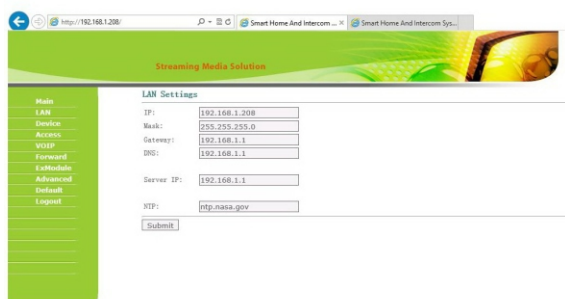 http://192.168.1.208/
Smart Home And Intercom ...
Smart Home And Intercom Sys...
Streaming Media Solution
Main
LAN
Device
Access
VOIP
Forward
ExModule
Advanced
Default
Logout
LAN Settings
IP: 192.168.1.208
Mask: 255.255.255.0
Gateway: 192.168.1.1
DNS: 192.168.1.1
Server IP: 192.168.1.1
NTP: ntp.nasa.gov
Submit